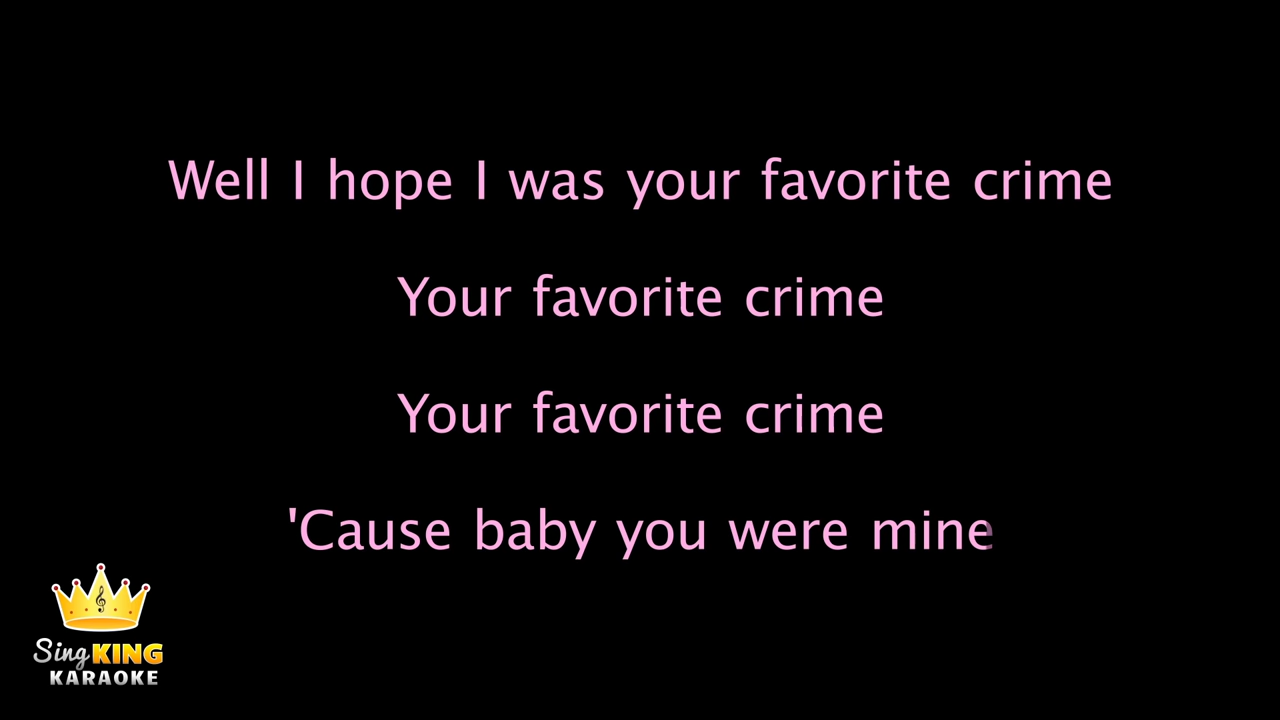 Well I hope I was your favorite crime
Your favorite crime
Your favorite crime
'Cause baby you were mine
Sing KING
KARAOKE